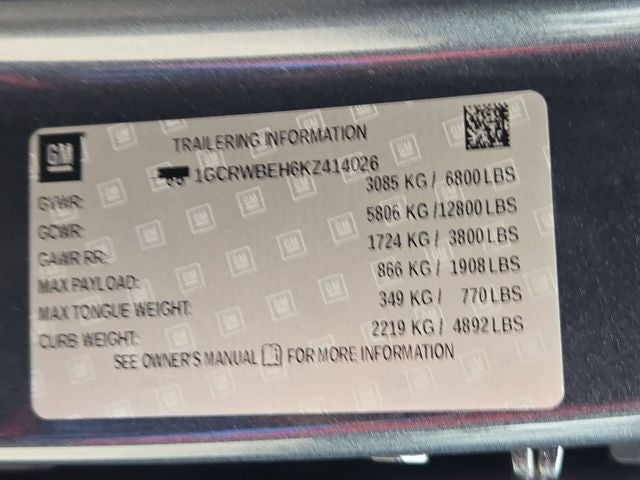 GM
TRAILERING INFORMATION
1GCRWBEH6KZ414026
GVWR: 3085 KG / 6800 LBS
GCWR: 5806 KG /12800 LBS
GAWR RR: 1724 KG / 3800 LBS
MAX PAYLOAD: 866 KG / 1908 LBS
MAX TONGUE WEIGHT: 349 KG / 770 LBS
CURB WEIGHT: 2219 KG / 4892 LBS
SEE OWNER'S MANUAL FOR MORE INFORMATION